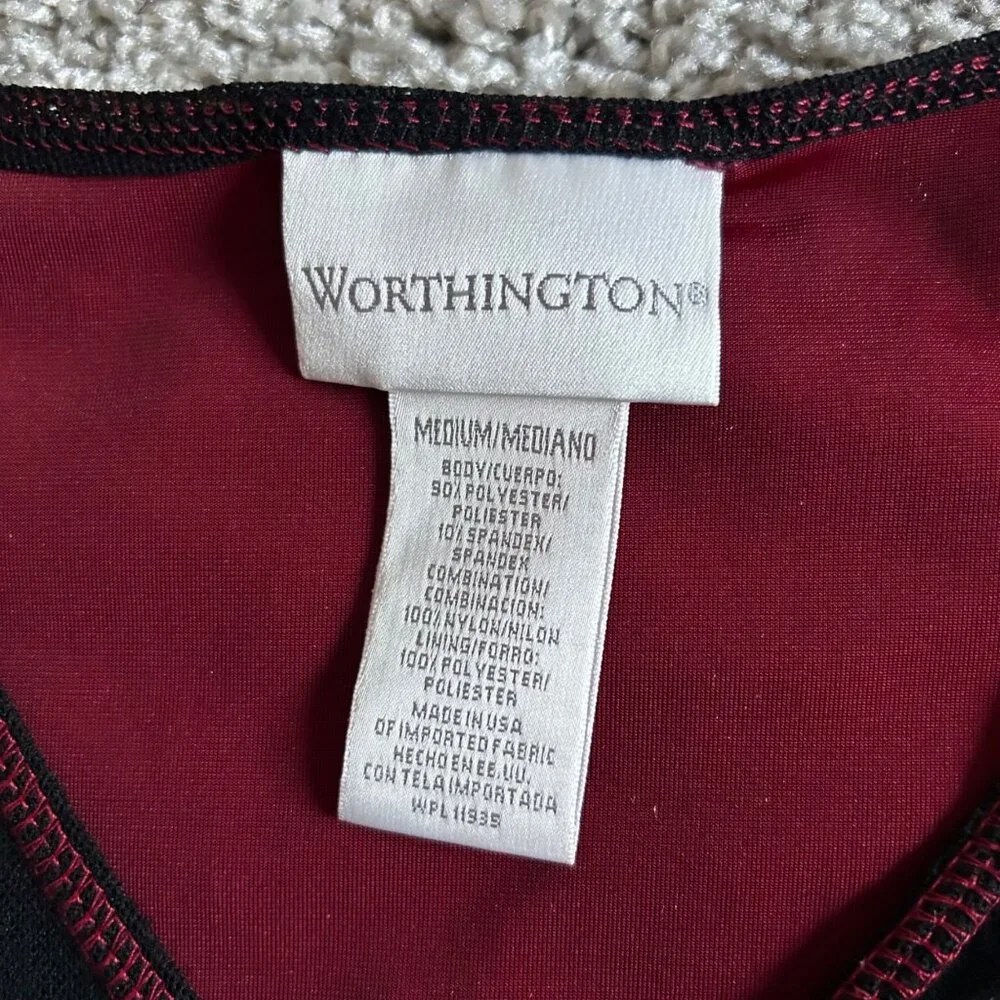 WORTHINGTON®
MEDIUM/MEDIANO
BODY/CUERPO:
90% POLYESTER/
POLIESTER
10% SPANDEX/
SPANDEX
COMBINATION/
COMBINACION:
100% NYLON/NILON
LINING/FORRO:
100% POLYESTER/
POLIESTER
MADE IN USA
OF IMPORTED FABRIC
HECHO EN EE.UU.
CON TELA IMPORTADA
WPL 11939